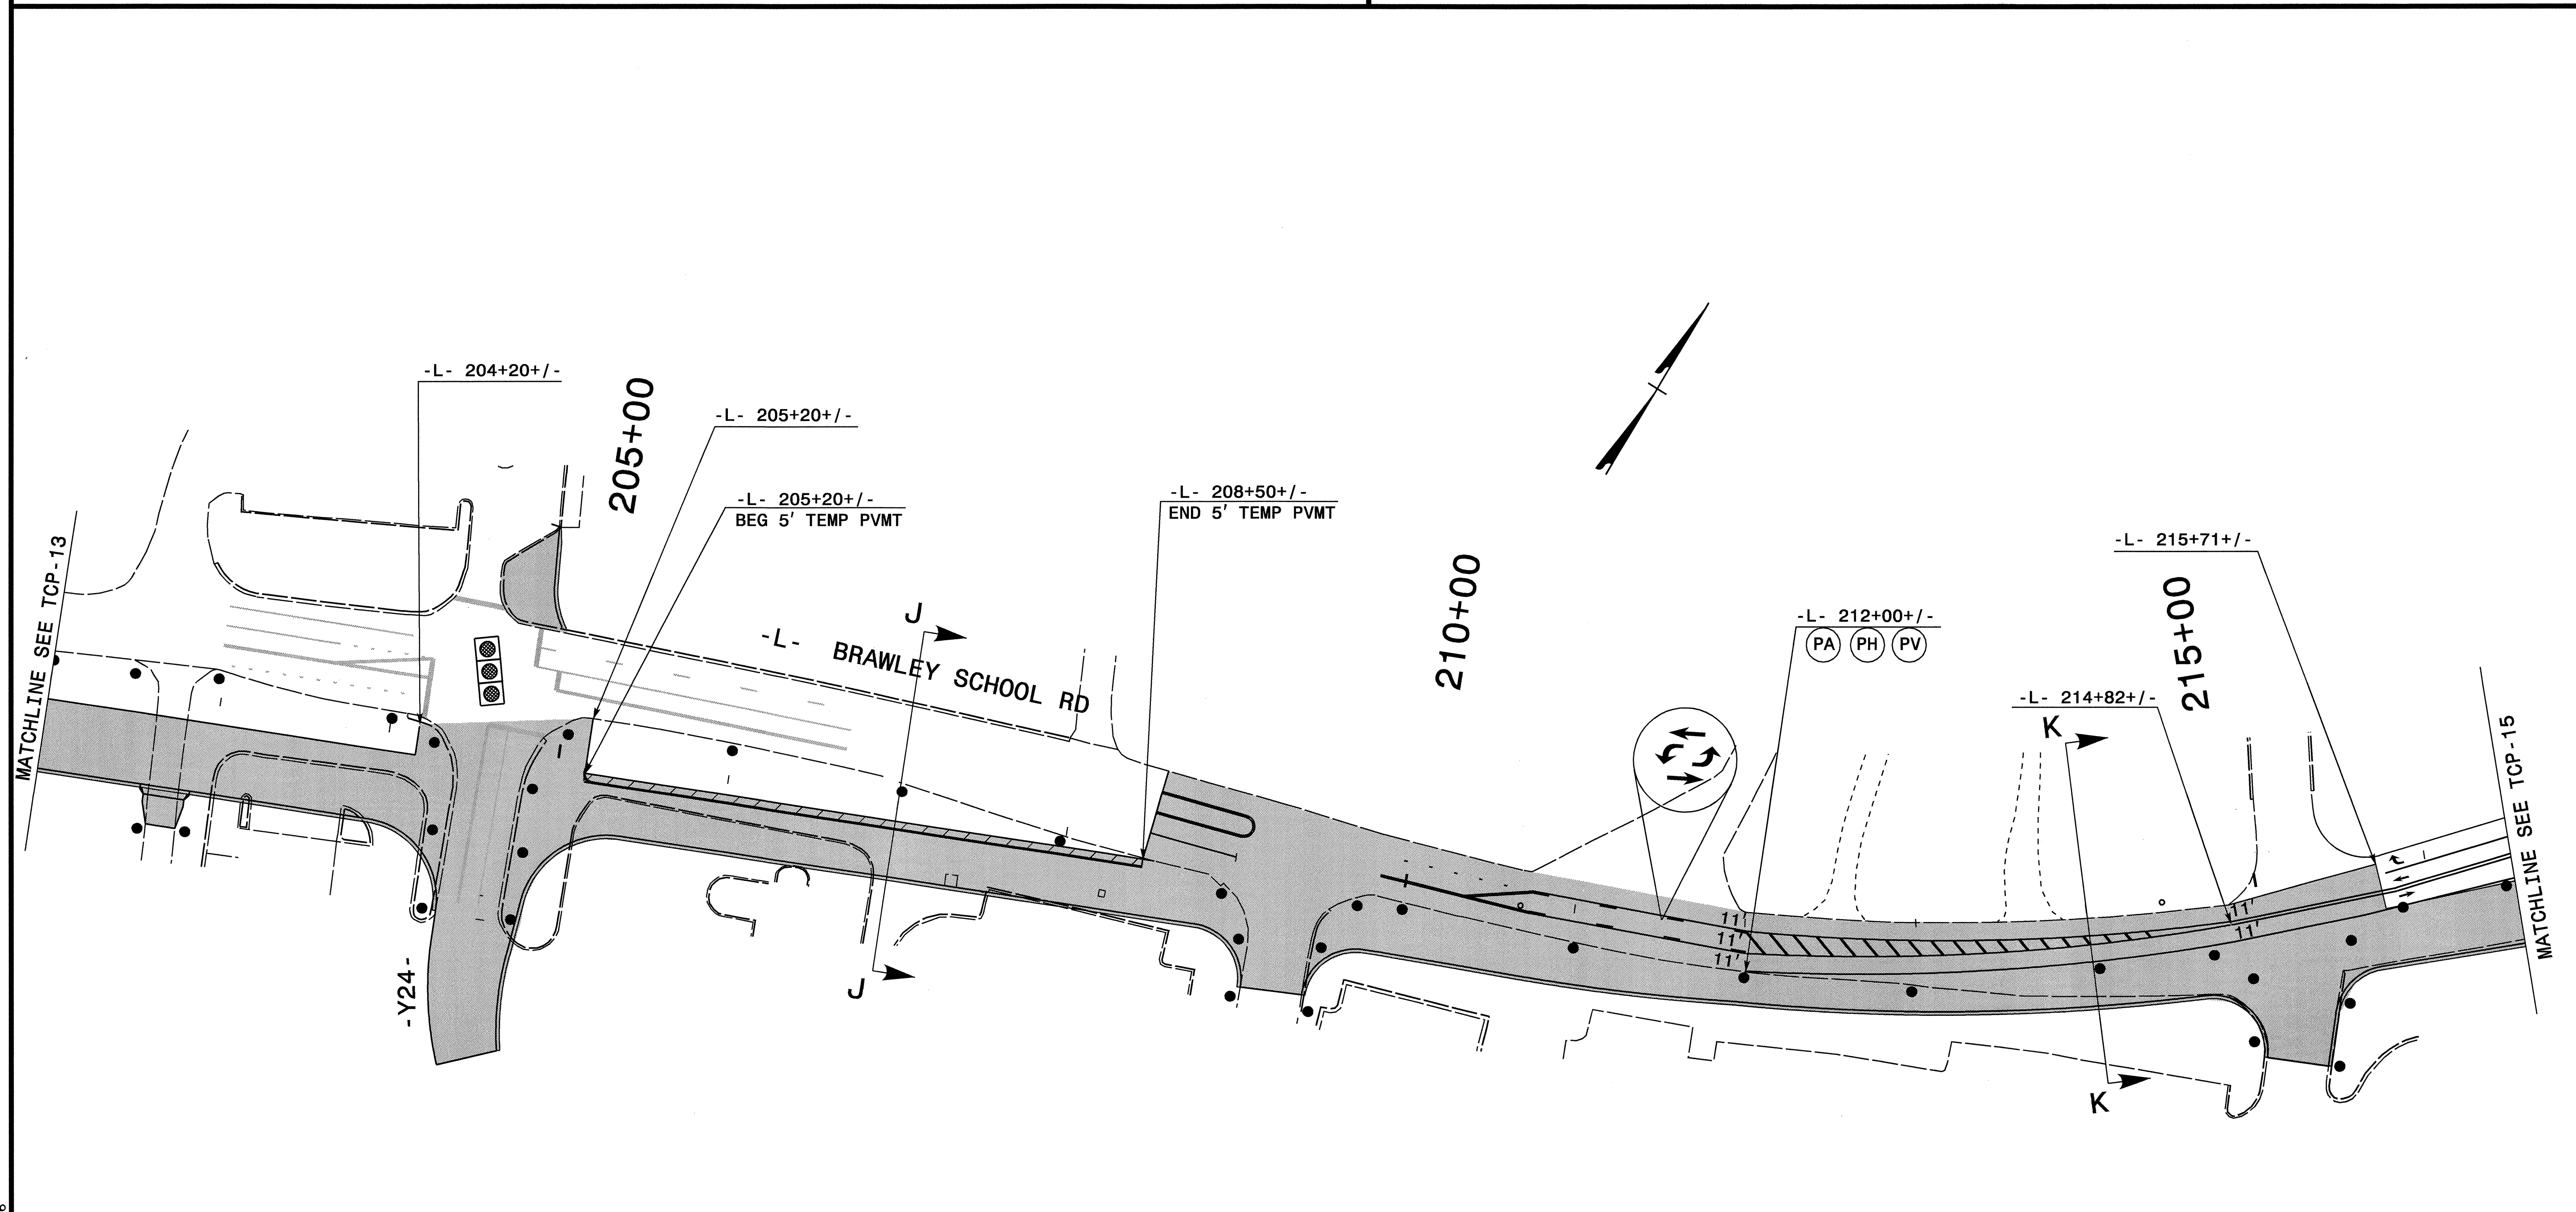 -L- 204+20+/-
205+00
-L- 205+20+/-
-L- 205+20+/-
BEG 5' TEMP PVMT
-L- 208+50+/-
END 5' TEMP PVMT
210+00
-L- 215+71+/-
215+00
-L- 212+00+/-
PA PH PV
-L- 214+82+/-
MATCHLINE SEE TCP-13
J
-L- BRAWLEY SCHOOL RD
K
MATCHLINE SEE TCP-15
11'
11'
11'
11'
11'
-Y24-
J
K